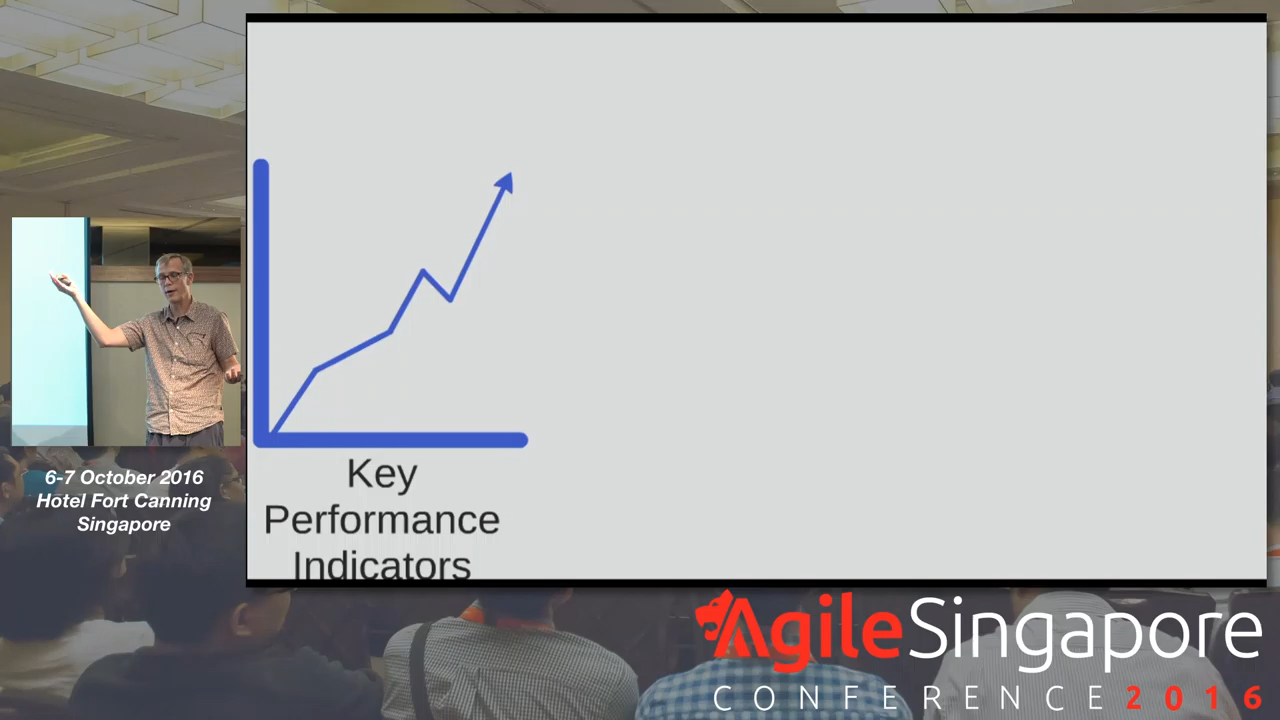 Key
Performance
Indicators
6-7 October 2016
Hotel Fort Canning
Singapore
AgileSingapore
CONFERENCE2016